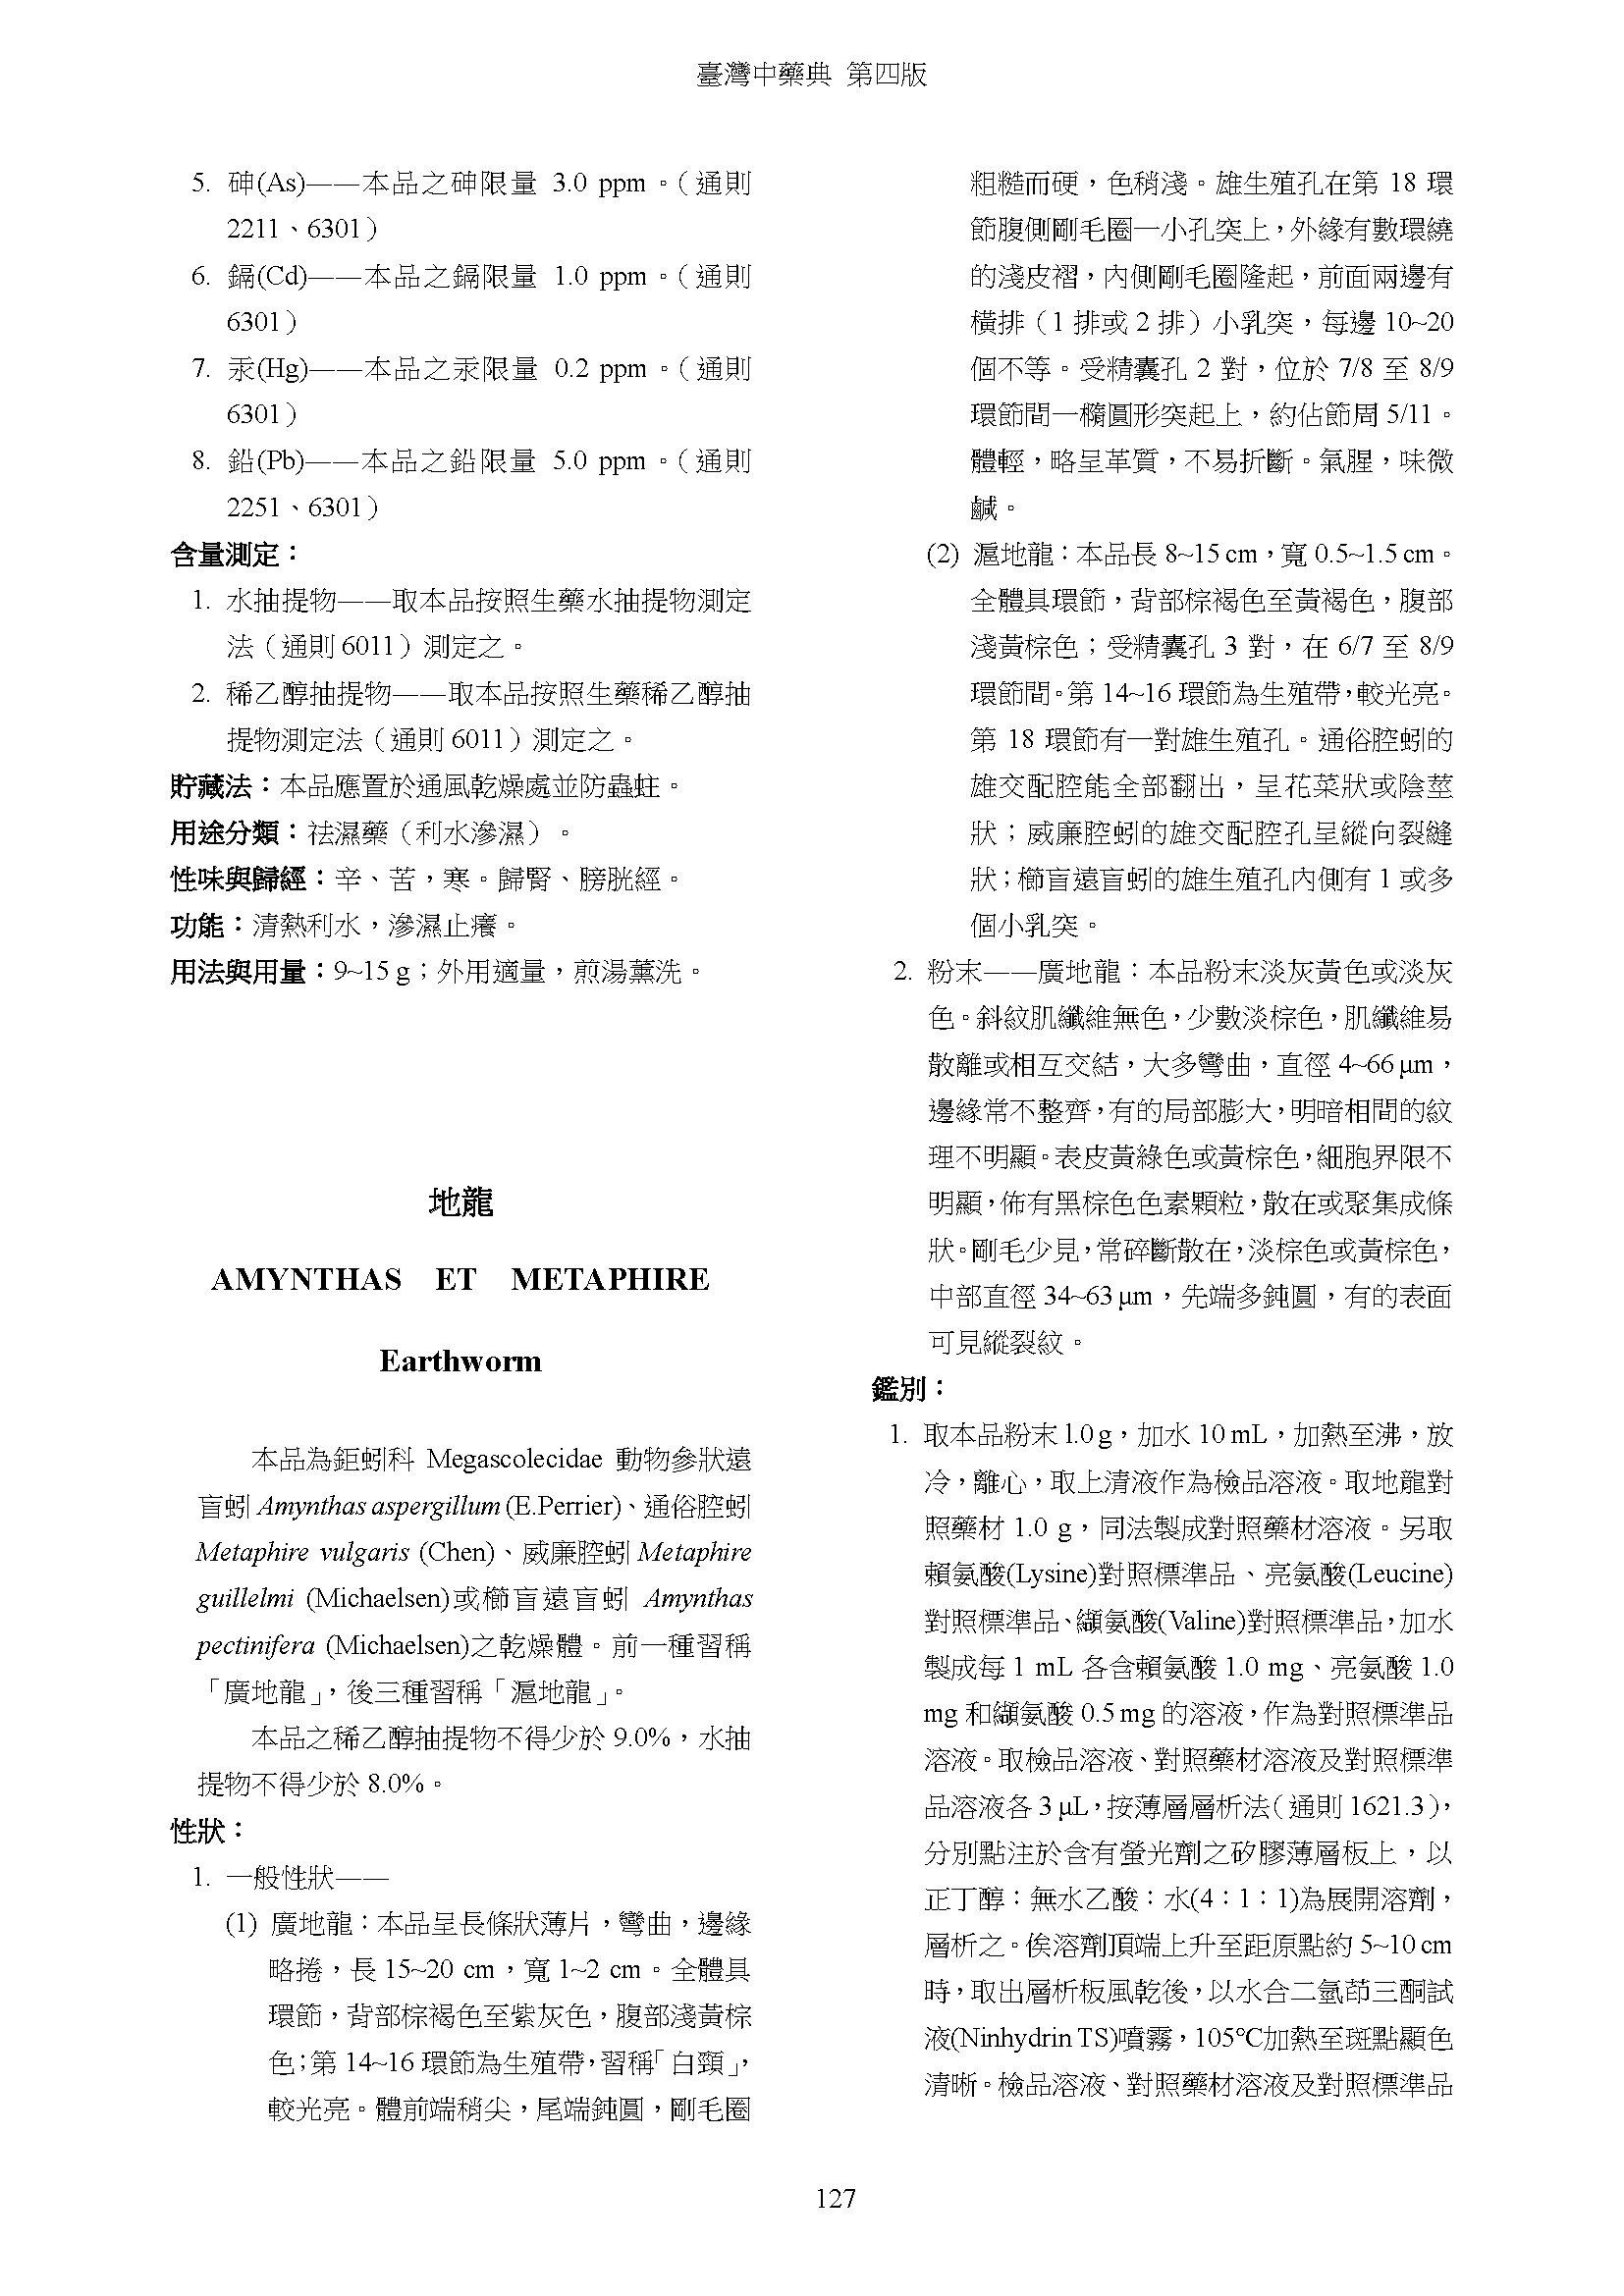 臺灣中藥典 第四版
5. 砷(As)——本品之砷限量 3.0 ppm。（通則
2211、6301）
6. 鎘(Cd)——本品之鎘限量 1.0 ppm。（通則
6301）
7. 汞(Hg)——本品之汞限量 0.2 ppm。（通則
6301）
8. 鉛(Pb)——本品之鉛限量 5.0 ppm。（通則
2251、6301）
含量測定：
1. 水抽提物——取本品按照生藥水抽提物測定
法（通則 6011）測定之。
2. 稀乙醇抽提物——取本品按照生藥稀乙醇抽
提物測定法（通則 6011）測定之。
貯藏法：本品應置於通風乾燥處並防蟲蛀。
用途分類：祛濕藥（利水滲濕）。
性味與歸經：辛、苦，寒。歸腎、膀胱經。
功能：清熱利水，滲濕止癢。
用法與用量：9~15 g；外用適量，煎湯薰洗。
地龍
AMYNTHAS ET METAPHIRE
Earthworm
本品為鉅蚓科 Megascolecidae 動物參狀遠
盲蚓 Amynthas aspergillum (E.Perrier)、通俗腔蚓
Metaphire vulgaris (Chen)、威廉腔蚓 Metaphire
guillelmi (Michaelsen)或櫛盲遠盲蚓 Amynthas
pectinifera (Michaelsen)之乾燥體。前一種習稱
「廣地龍」，後三種習稱「滬地龍」。
本品之稀乙醇抽提物不得少於 9.0%，水抽
提物不得少於 8.0%。
性狀：
1. 一般性狀——
(1) 廣地龍：本品呈長條狀薄片，彎曲，邊緣
略捲，長 15~20 cm，寬 1~2 cm。全體具
環節，背部棕褐色至紫灰色，腹部淺黃棕
色；第 14~16 環節為生殖帶，習稱「白頸」，
較光亮。體前端稍尖，尾端鈍圓，剛毛圈
粗糙而硬，色稍淺。雄生殖孔在第 18 環
節腹側剛毛圈一小孔突上，外緣有數環繞
的淺皮褶，內側剛毛圈隆起，前面兩邊有
橫排（1 排或 2 排）小乳突，每邊 10~20
個不等。受精囊孔 2 對，位於 7/8 至 8/9
環節間一橢圓形突起上，約佔節周 5/11。
體輕，略呈革質，不易折斷。氣腥，味微
鹹。
(2) 滬地龍：本品長 8~15 cm，寬 0.5~1.5 cm。
全體具環節，背部棕褐色至黃褐色，腹部
淺黃棕色；受精囊孔 3 對，在 6/7 至 8/9
環節間。第 14~16 環節為生殖帶，較光亮。
第 18 環節有一對雄生殖孔。通俗腔蚓的
雄交配腔能全部翻出，呈花菜狀或陰莖
狀；威廉腔蚓的雄交配腔孔呈縱向裂縫
狀；櫛盲遠盲蚓的雄生殖孔內側有 1 或多
個小乳突。
2. 粉末——廣地龍：本品粉末淡灰黃色或淡灰
色。斜紋肌纖維無色，少數淡棕色，肌纖維易
散離或相互交結，大多彎曲，直徑 4~66 μm，
邊緣常不整齊，有的局部膨大，明暗相間的紋
理不明顯。表皮黃綠色或黃棕色，細胞界限不
明顯，佈有黑棕色色素顆粒，散在或聚集成條
狀。剛毛少見，常碎斷散在，淡棕色或黃棕色，
中部直徑 34~63 μm，先端多鈍圓，有的表面
可見縱裂紋。
鑑別：
1. 取本品粉末 1.0 g，加水 10 mL，加熱至沸，放
冷，離心，取上清液作為檢品溶液。取地龍對
照藥材 1.0 g，同法製成對照藥材溶液。另取
賴氨酸(Lysine)對照標準品、亮氨酸(Leucine)
對照標準品、纈氨酸(Valine)對照標準品，加水
製成每 1 mL 各含賴氨酸 1.0 mg、亮氨酸 1.0
mg 和纈氨酸 0.5 mg 的溶液，作為對照標準品
溶液。取檢品溶液、對照藥材溶液及對照標準
品溶液各 3 μL，按薄層層析法（通則 1621.3），
分別點注於含有螢光劑之矽膠薄層板上，以
正丁醇：無水乙酸：水(4：1：1)為展開溶劑，
層析之。俟溶劑頂端上升至距原點約 5~10 cm
時，取出層析板風乾後，以水合二氫茚三酮試
液(Ninhydrin TS)噴霧，105°C加熱至斑點顯色
清晰。檢品溶液、對照藥材溶液及對照標準品
127